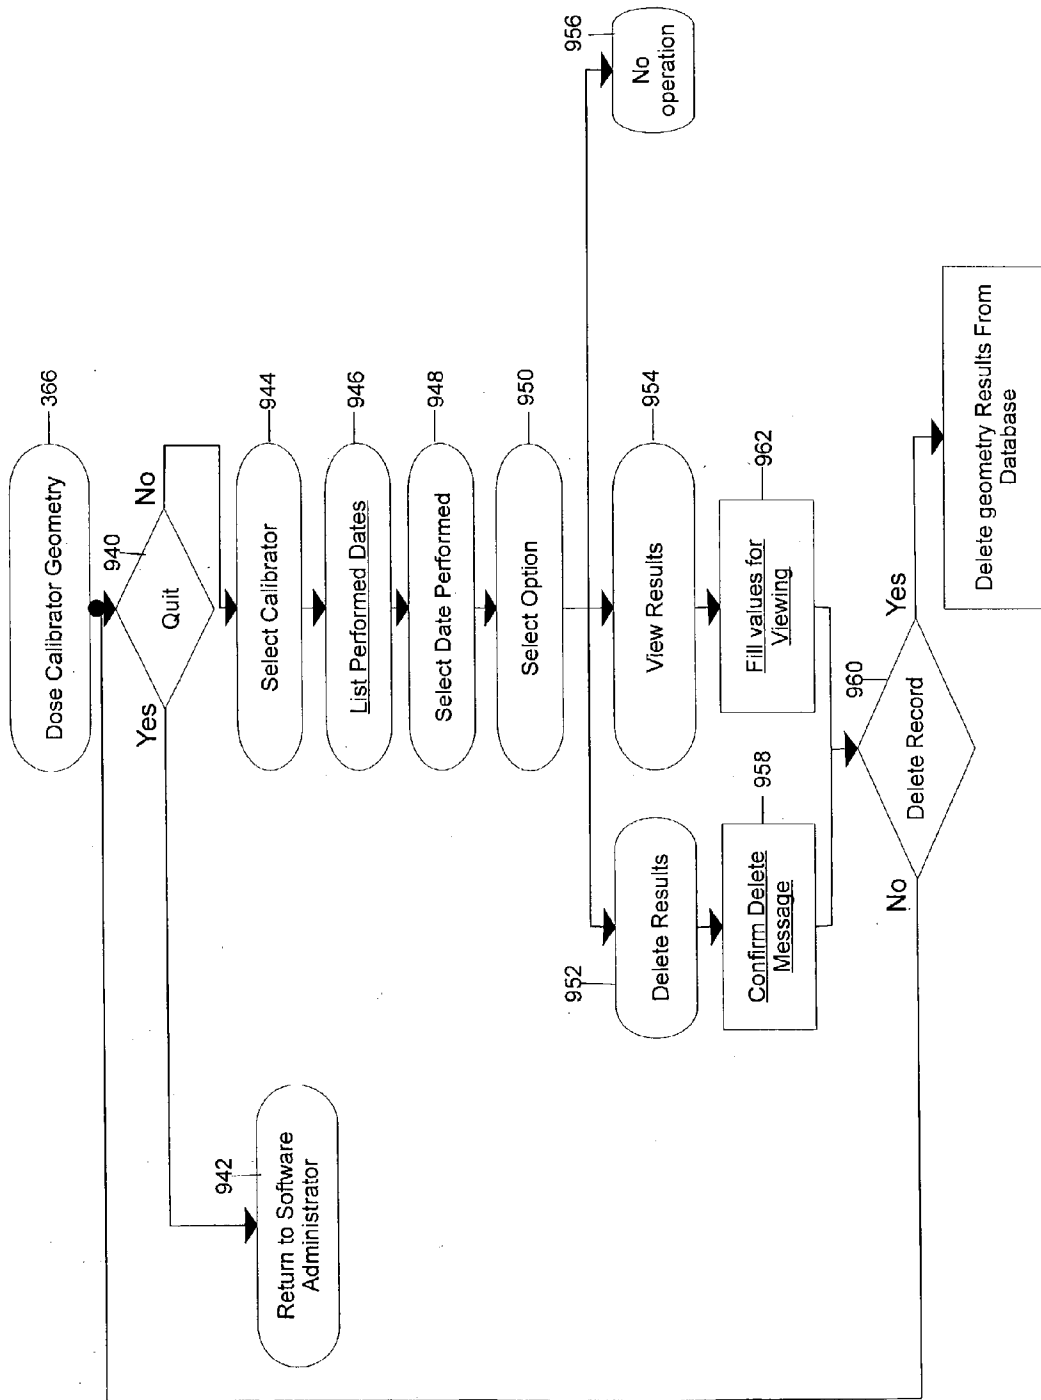 Dose Calibrator Geometry
366
940
Quit
Yes
No
942
Return to Software
Administrator
Select Calibrator
944
List Performed Dates
946
Select Date Performed
948
Select Option
950
952
Delete Results
View Results
954
956
No
operation
Confirm Delete
Message
958
Fill values for
Viewing
962
960
Delete Record
No
Yes
Delete geometry Results From
Database